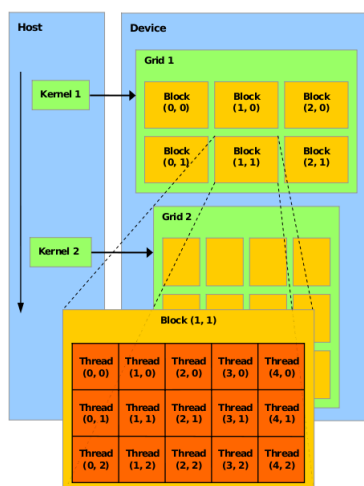 Host
Device
Grid 1
Kernel 1
Block
(0, 0)
Block
(1, 0)
Block
(2, 0)
Block
(0, 1)
Block
(1, 1)
Block
(2, 1)
Grid 2
Kernel 2
Block (1, 1)
Thread
(0, 0)
Thread
(1, 0)
Thread
(2, 0)
Thread
(3, 0)
Thread
(4, 0)
Thread
(0, 1)
Thread
(1, 1)
Thread
(2, 1)
Thread
(3, 1)
Thread
(4, 1)
Thread
(0, 2)
Thread
(1, 2)
Thread
(2, 2)
Thread
(3, 2)
Thread
(4, 2)